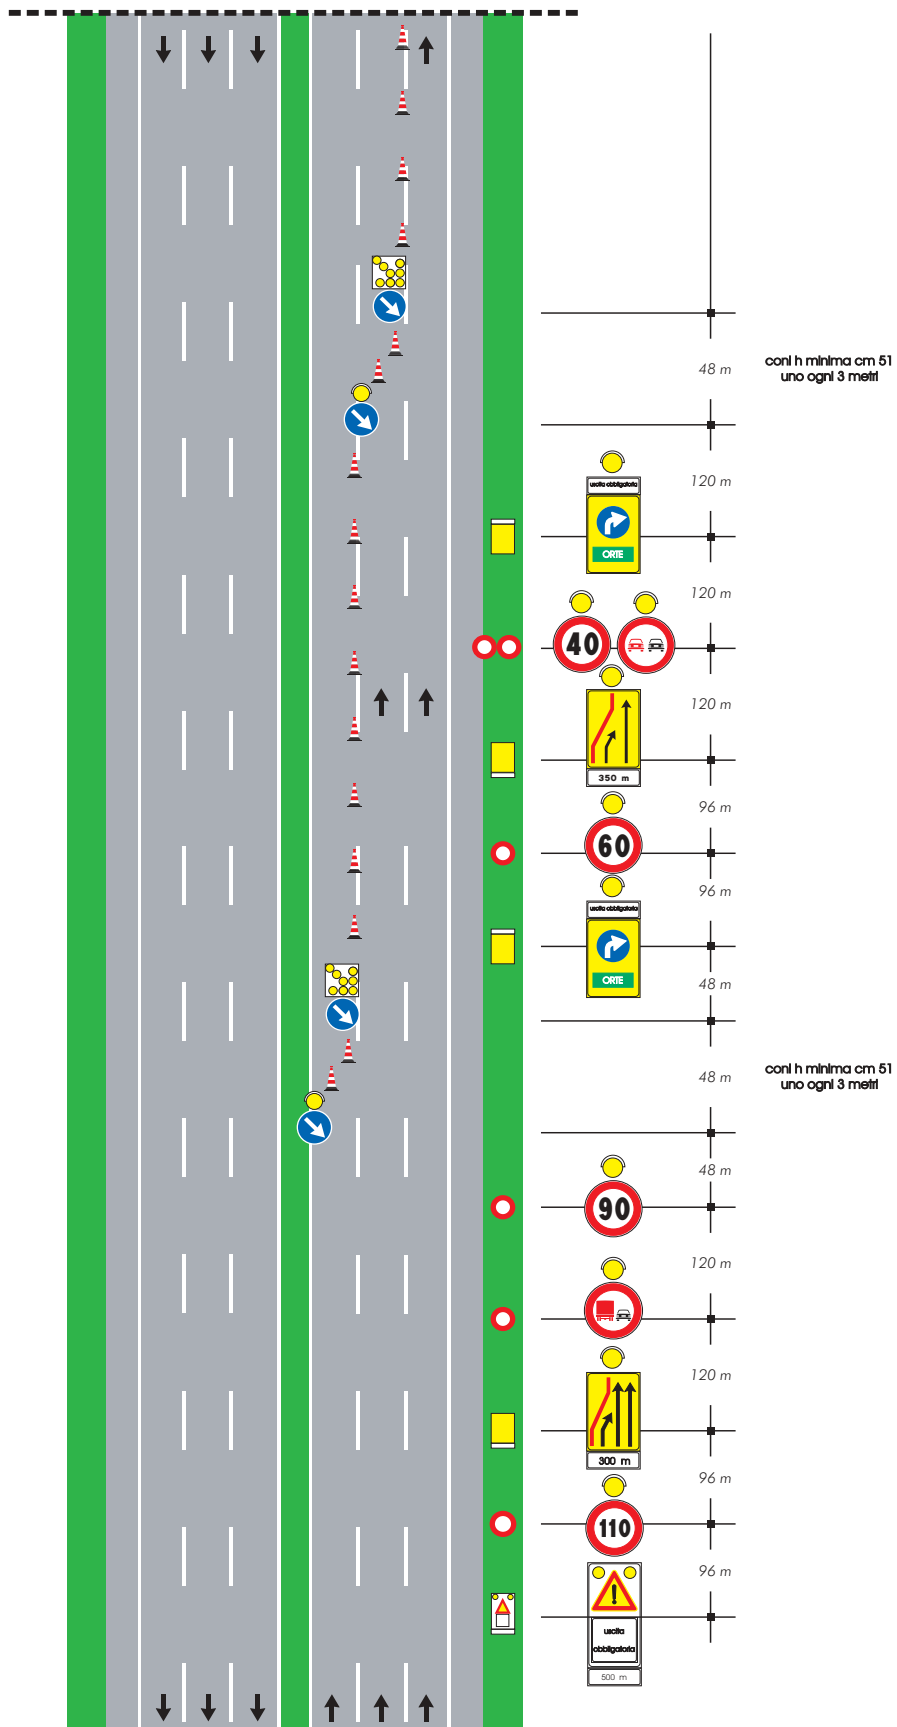 48 m
coni h minima cm 51
uno ogni 3 metri
120 m
uscita obbligatoria
ORTE
120 m
40
120 m
350 m
96 m
60
96 m
uscita obbligatoria
ORTE
48 m
48 m
coni h minima cm 51
uno ogni 3 metri
48 m
90
120 m
120 m
300 m
96 m
110
96 m
!
uscita
obbligatoria
500 m